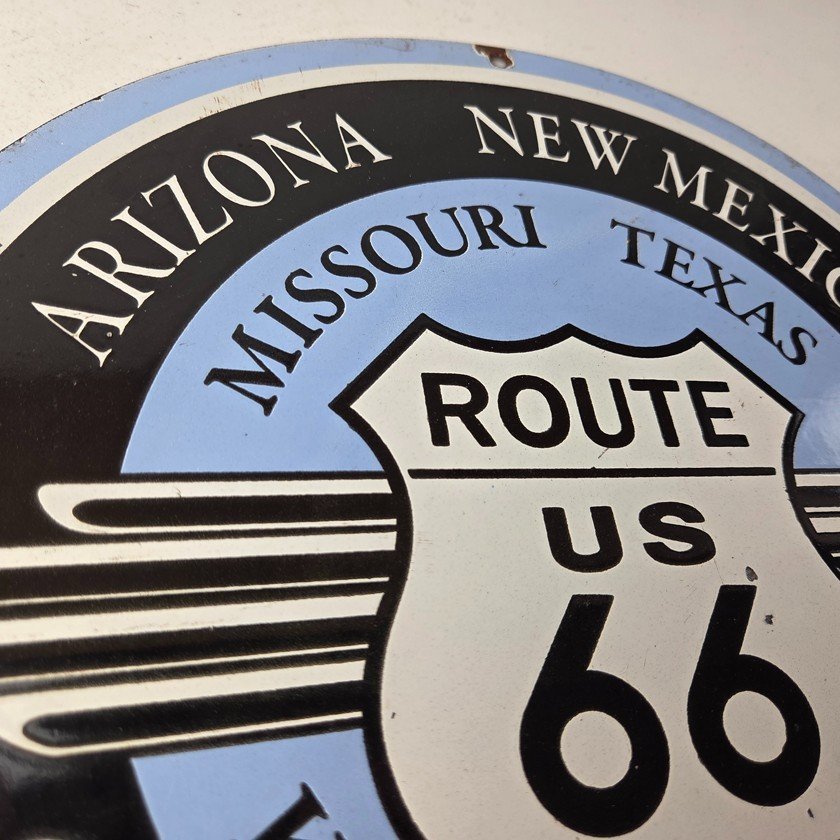 ARIZONA NEW MEXIC
MISSOURI TEXAS
ROUTE
US
66